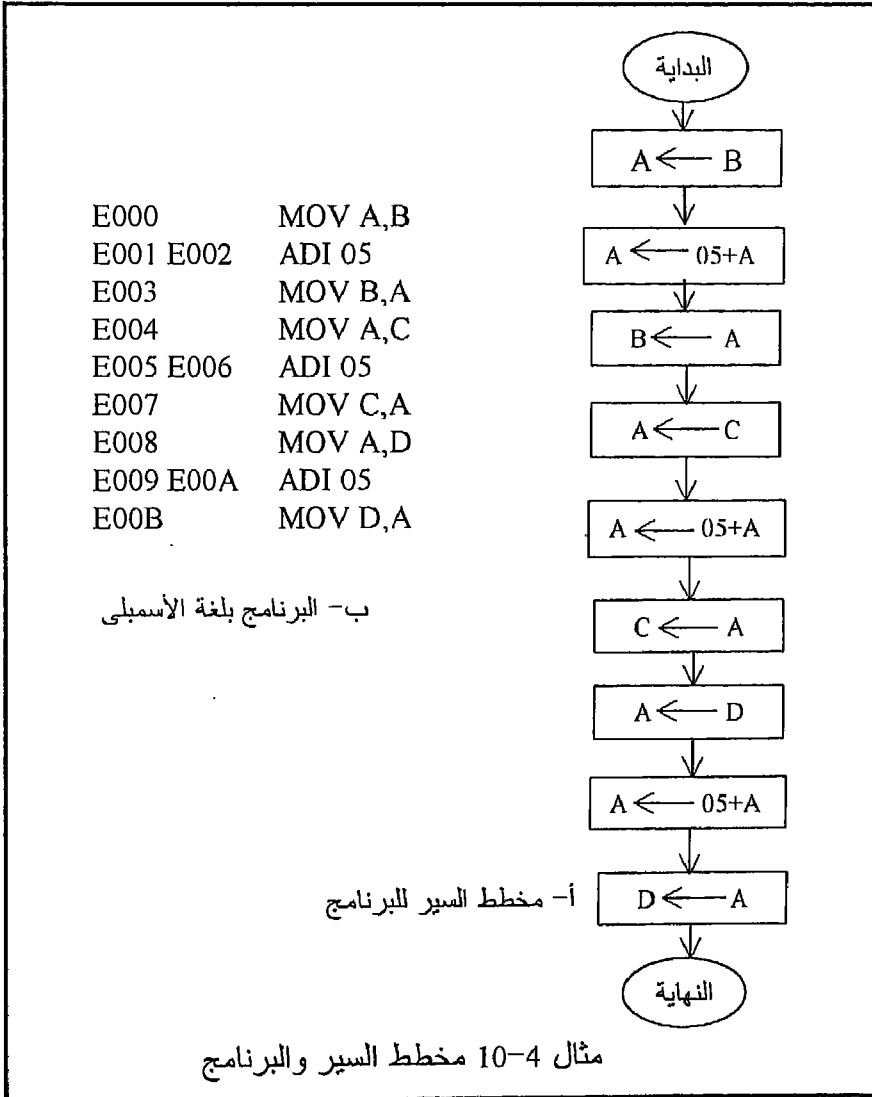 البداية
A ← B
A ← 05+A
B ← A
A ← C
A ← 05+A
C ← A
A ← D
A ← 05+A
D ← A
النهاية
أ- مخطط السير للبرنامج
E000 MOV A,B
E001 E002 ADI 05
E003 MOV B,A
E004 MOV A,C
E005 E006 ADI 05
E007 MOV C,A
E008 MOV A,D
E009 E00A ADI 05
E00B MOV D,A
ب- البرنامج بلغة الأسمبلى
مثال 4-10 مخطط السير والبرنامج